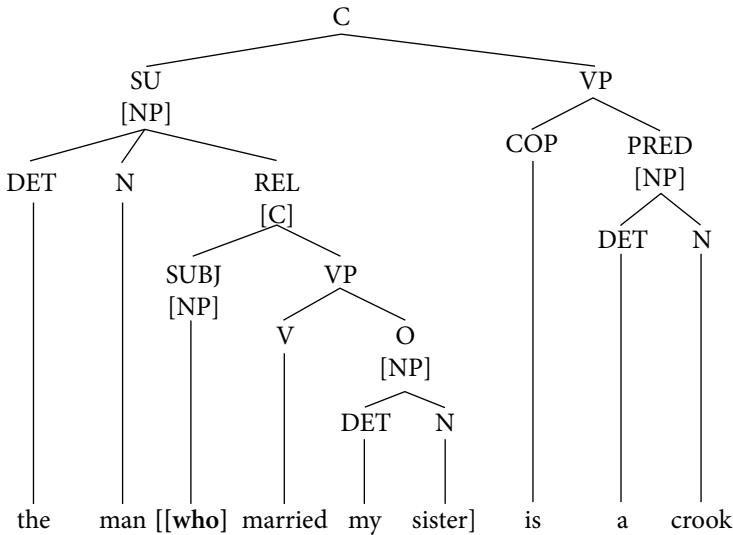 C
SU VP
[NP]
COP PRED
DET N REL [NP]
[C]
DET N
SUBJ VP
[NP]
V O
[NP]
DET N
the man [[who] married my sister] is a crook